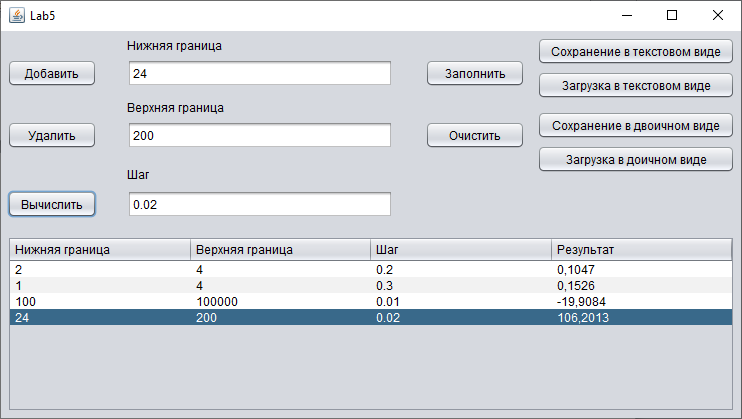 Lab5
Нижняя граница
Добавить
24
Заполнить
Сохранение в текстовом виде
Загрузка в текстовом виде
Верхняя граница
Удалить
200
Очистить
Сохранение в двоичном виде
Загрузка в доичном виде
Шаг
Вычислить
0.02
Нижняя граница Верхняя граница Шаг Результат
2 4 0.2 0,1047
1 4 0.3 0,1526
100 100000 0.01 -19,9084
24 200 0.02 106,2013